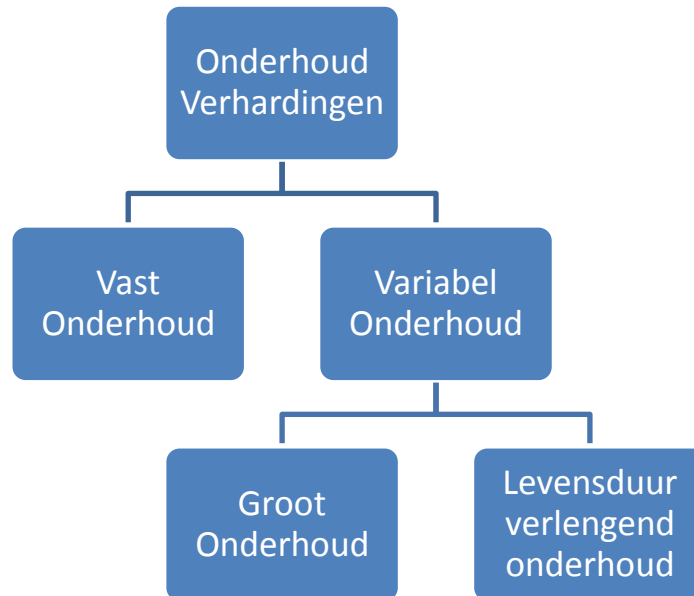 Onderhoud
Verhardingen
Vast
Onderhoud
Variabel
Onderhoud
Groot
Onderhoud
Levensduur
verlengend
onderhoud